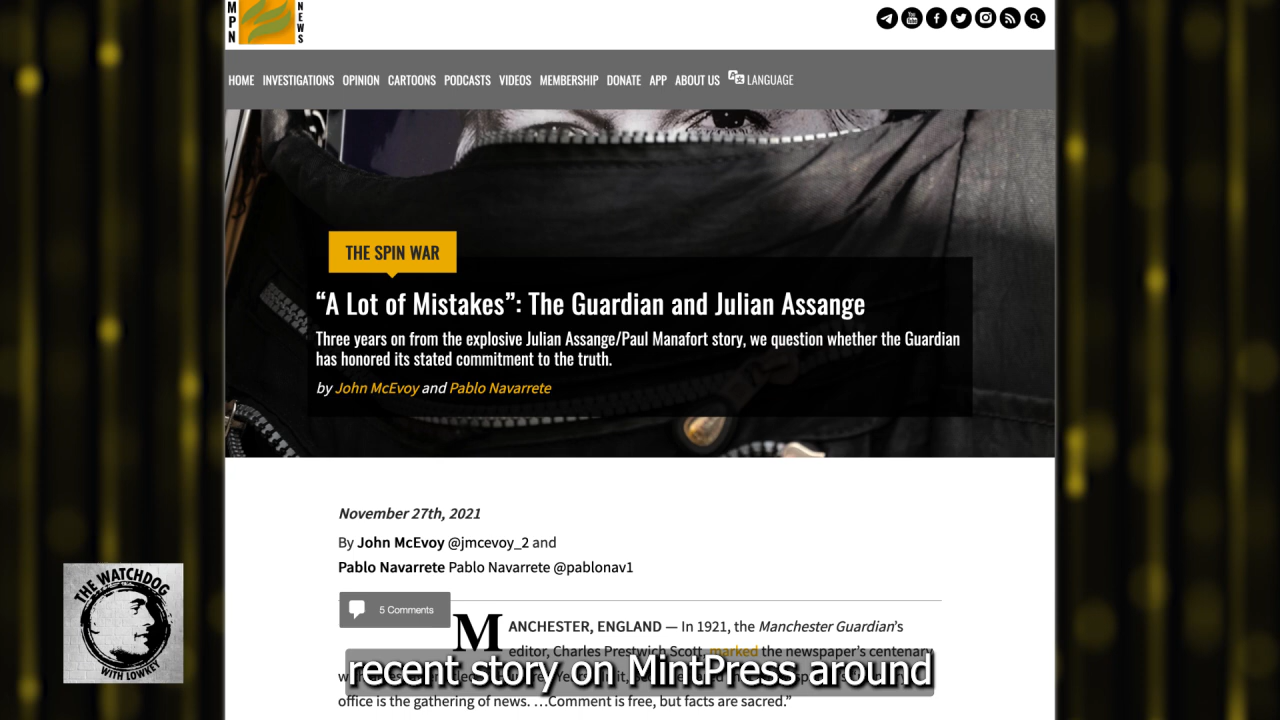 MPN
NEWS
HOME INVESTIGATIONS OPINION CARTOONS PODCASTS VIDEOS MEMBERSHIP DONATE APP ABOUT US LANGUAGE
THE SPIN WAR
“A Lot of Mistakes”: The Guardian and Julian Assange
Three years on from the explosive Julian Assange/Paul Manafort story, we question whether the Guardian
has honored its stated commitment to the truth.
by John McEvoy and Pablo Navarrete
November 27th, 2021
By John McEvoy @jmcevoy_2 and
Pablo Navarrete Pablo Navarrete @pablonav1
5 Comments
MANCHESTER, ENGLAND — In 1921, the Manchester Guardian’s
editor, Charles Prestwich Scott, marked the newspaper’s centenary
office is the gathering of news. …Comment is free, but facts are sacred.”
recent story on MintPress around
THE WATCHDOG
WITH LOWKEY